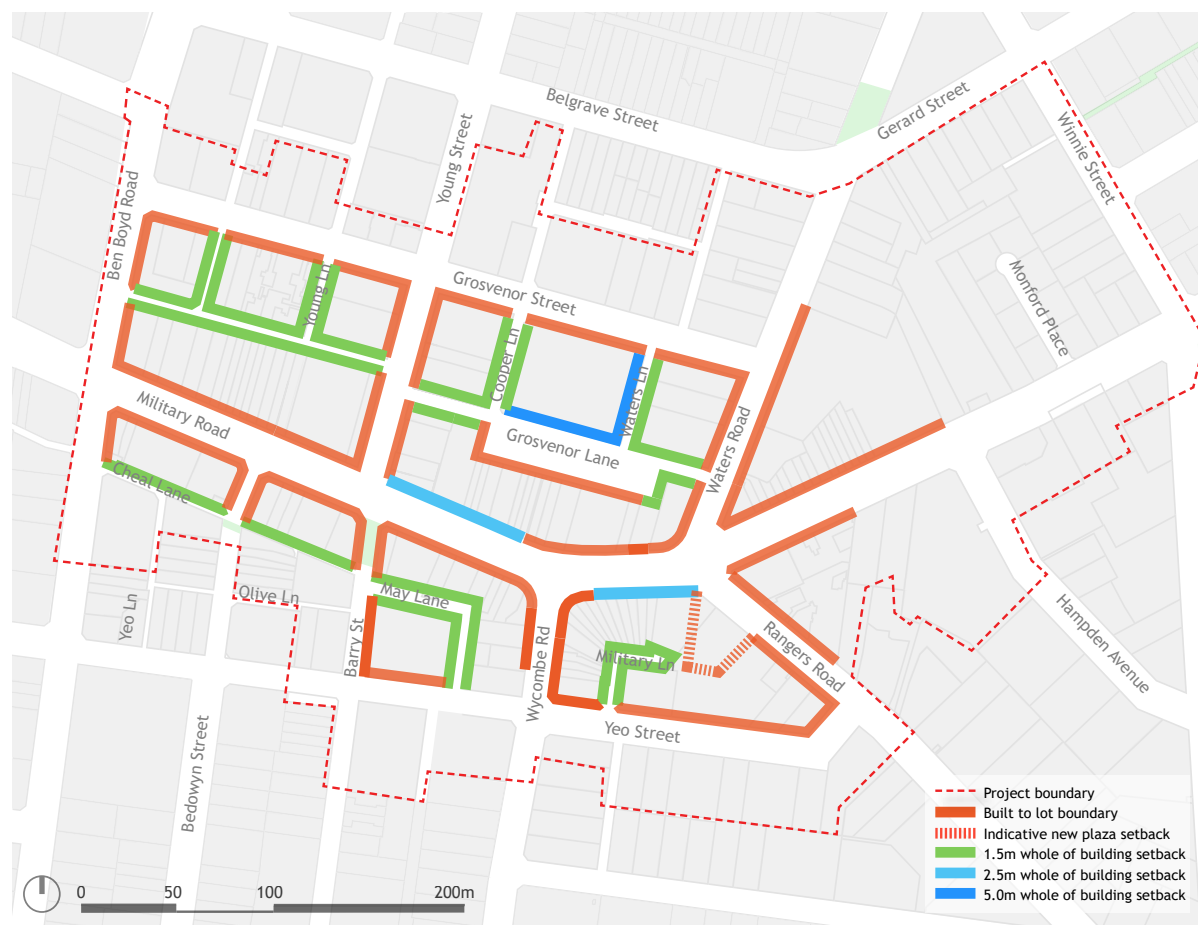 Belgrave Street
Gerard Street
Winnie Street
Young Street
Ben Boyd Road
Grosvenor Street
Young Ln
Monford Place
Cooper Ln
Waters Ln
Military Road
Grosvenor Lane
Waters Road
Cheal Lane
Olive Ln
May Lane
Yeo Ln
Barry St
Wycombe Rd
Military Ln
Rangers Road
Hampden Avenue
Yeo Street
Bedowyn Street
Project boundary
Built to lot boundary
Indicative new plaza setback
1.5m whole of building setback
2.5m whole of building setback
5.0m whole of building setback
0 50 100 200m